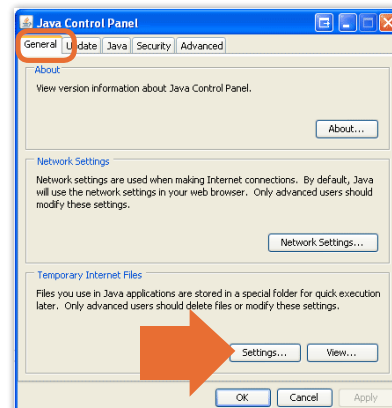 Java Control Panel
General Update Java Security Advanced
About
View version information about Java Control Panel.
About...
Network Settings
Network settings are used when making Internet connections. By default, Java
will use the network settings in your web browser. Only advanced users should
modify these settings.
Network Settings...
Temporary Internet Files
Files you use in Java applications are stored in a special folder for quick execution
later. Only advanced users should delete files or modify these settings.
Settings... View...
OK Cancel Apply